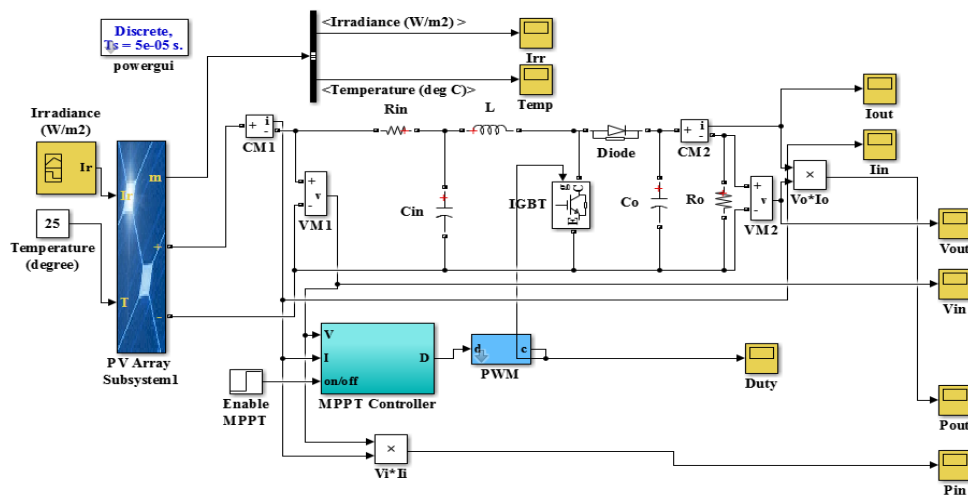 Discrete,
Ts = 5e-05 s.
powergui
<Irradiance (W/m2) >
Irr
<Temperature (deg C)>
Temp
Irradiance
(W/m2)
Ir
25
Temperature
(degree)
Ir
T
m
+
-
PV Array
Subsystem1
+
i
-
CM1
Rin
L
Diode
+
i
-
CM2
Iout
Iin
×
Vo*Io
+
v
-
VM1
Cin
IGBT
g
C
E
Co
Ro
+
v
-
VM2
Vout
Vin
V
I
on/off
D
MPPT Controller
d
c
PWM
Duty
Enable
MPPT
Pout
×
Vi*Ii
Pin